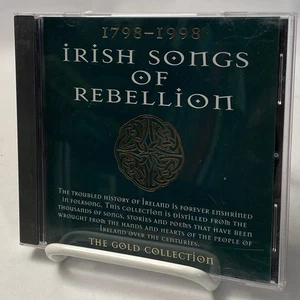 1798–1998
IRISH SONGS
OF
REBELLION
THE TROUBLED HISTORY OF IRELAND IS FOREVER ENSHRINED
IN FOLKSONG. THIS COLLECTION IS DISTILLED FROM THE
THOUSANDS OF SONGS, STORIES AND POEMS THAT HAVE BEEN
WROUGHT FROM THE HANDS AND HEARTS OF THE PEOPLE OF
IRELAND OVER THE CENTURIES.
THE GOLD COLLECTION